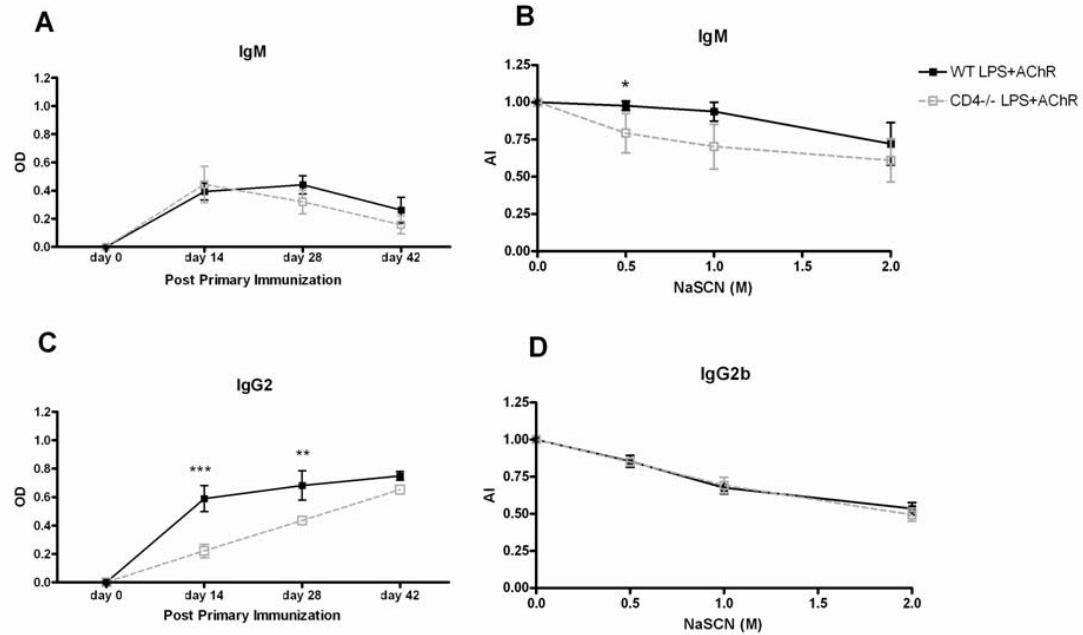 A
IgM
1.2
1.0
0.8
0.6
0.4
0.2
0.0
OD
day 0 day 14 day 28 day 42
Post Primary Immunization
B
IgM
1.25
1.00
0.75
0.50
0.25
0.00
AI
*
0.0 0.5 1.0 1.5 2.0
NaSCN (M)
WT LPS+AChR
CD4-/- LPS+AChR
C
IgG2
1.2
1.0
0.8
0.6
0.4
0.2
0.0
OD
*** **
day 0 day 14 day 28 day 42
Post Primary Immunization
D
IgG2b
1.25
1.00
0.75
0.50
0.25
0.00
AI
0.0 0.5 1.0 1.5 2.0
NaSCN (M)